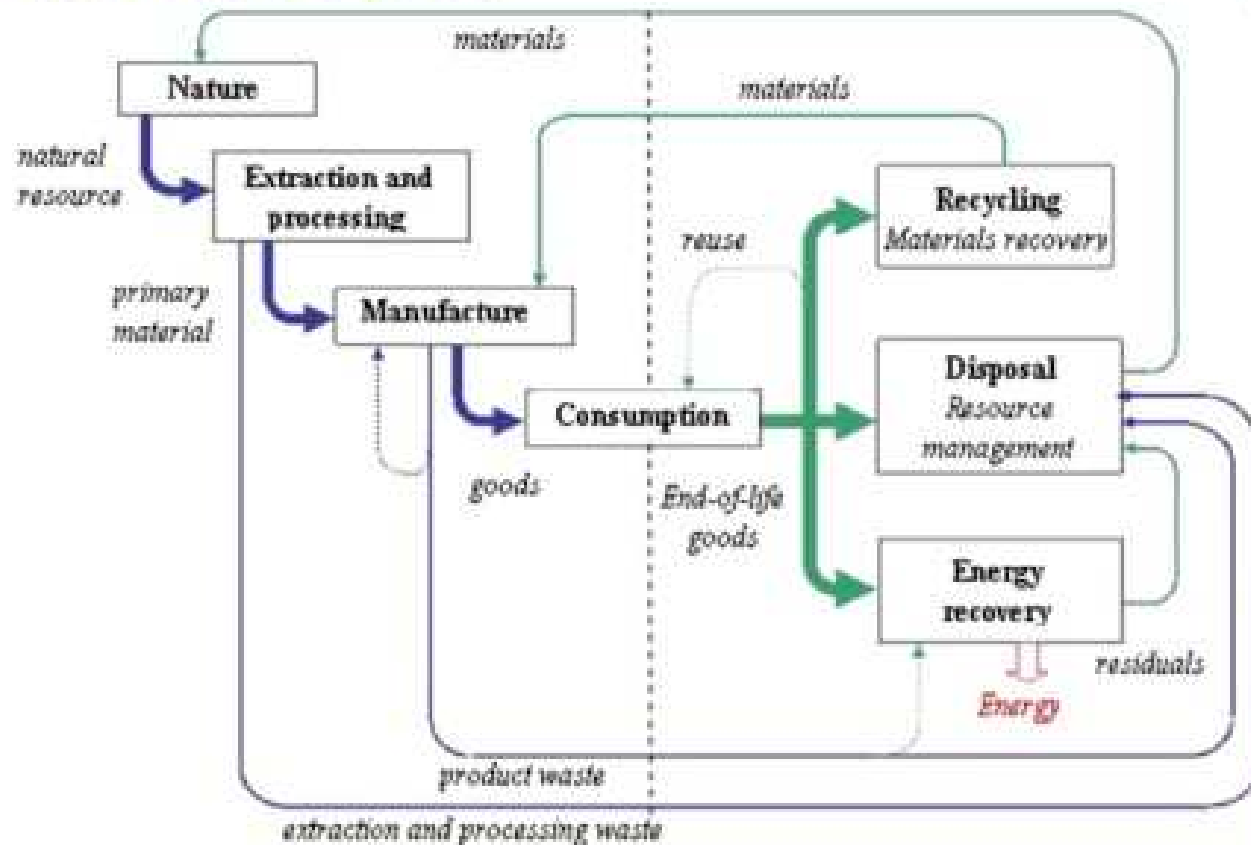 materials
Nature
materials
natural
resource
Extraction and
processing
Recycling
Materials recovery
reuse
primary
material
Manufacture
Disposal
Resource
management
Consumption
goods
End-of-life
goods
Energy
recovery
residuals
Energy
product waste
extraction and processing waste